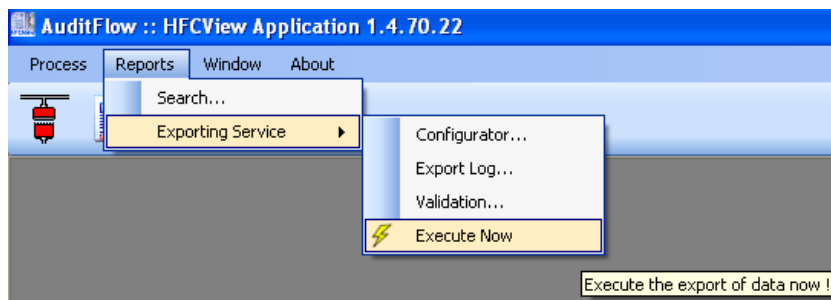 AuditFlow :: HFCView Application 1.4.70.22
Process Reports Window About
Search...
Exporting Service
Configurator...
Export Log...
Validation...
Execute Now
Execute the export of data now !